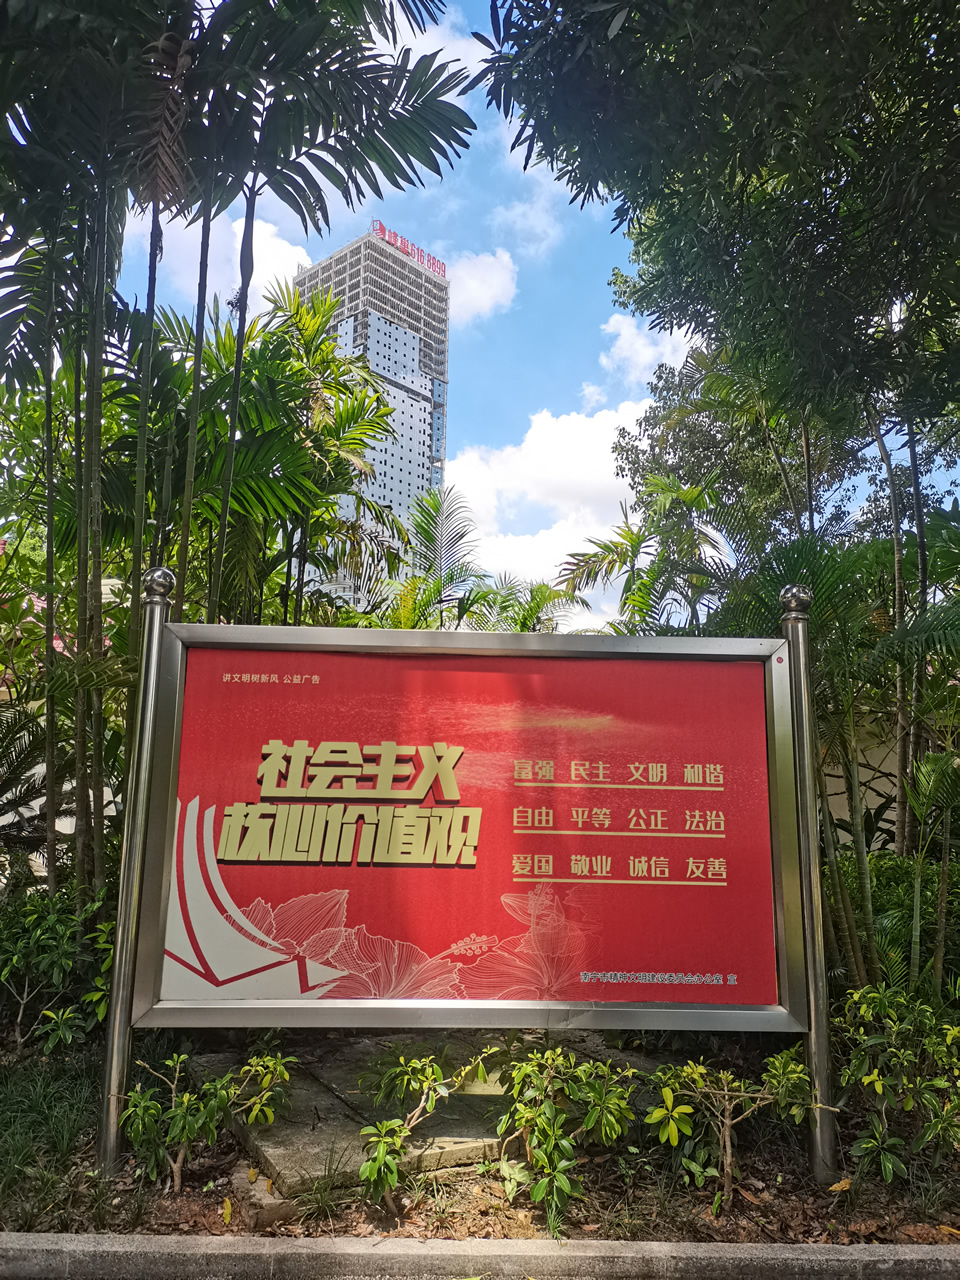 616 8899
讲文明树新风 公益广告
社会主义
核心价值观
富强 民主 文明 和谐
自由 平等 公正 法治
爱国 敬业 诚信 友善
南宁市精神文明建设委员会办公室 宣